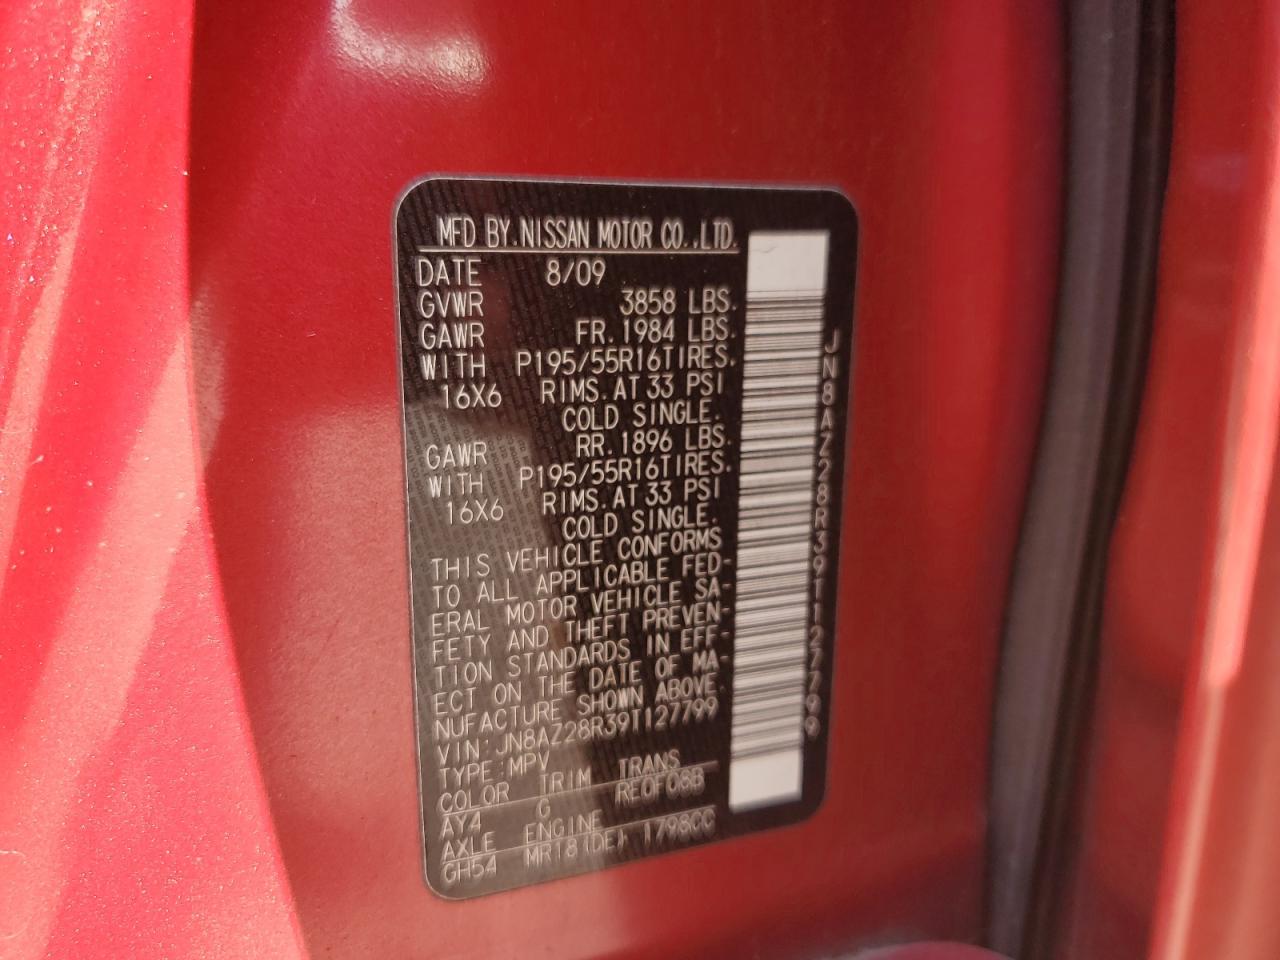 MFD BY.NISSAN MOTOR CO.,LTD.
DATE 8/09
GVWR 3858 LBS.
GAWR FR.1984 LBS.
WITH P195/55R16TIRES.
16X6 RIMS.AT 33 PSI
COLD SINGLE.
GAWR RR.1896 LBS.
WITH P195/55R16TIRES.
16X6 RIMS.AT 33 PSI
COLD SINGLE.
THIS VEHICLE CONFORMS
TO ALL APPLICABLE FED-
ERAL MOTOR VEHICLE SA-
FETY AND THEFT PREVEN-
TION STANDARDS IN EFF-
ECT ON THE DATE OF MA-
NUFACTURE SHOWN ABOVE.
VIN:JN8AZ28R39T127799
TYPE:MPV
COLOR TRIM TRANS
AY4 G RE0F08B
AXLE ENGINE
GH54 MR18(DE), 1798CC
JN8AZ28R39T127799